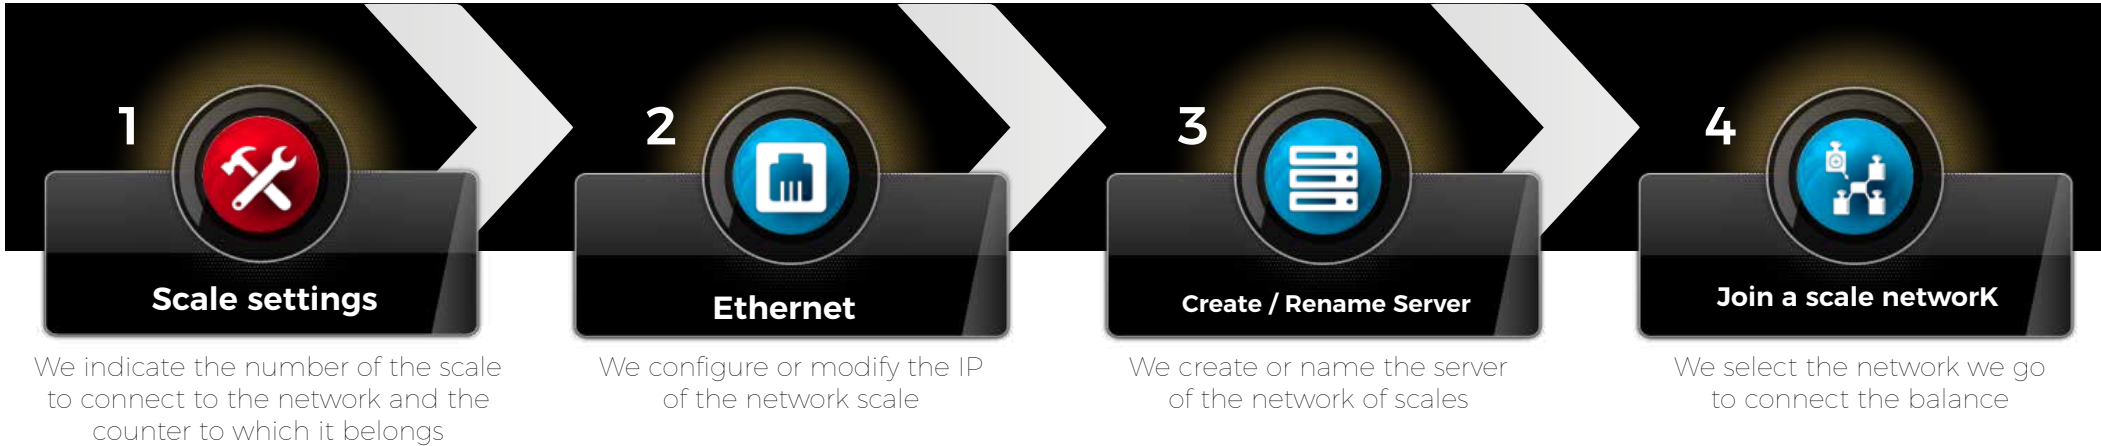 1
Scale settings
We indicate the number of the scale
to connect to the network and the
counter to which it belongs
2
Ethernet
We configure or modify the IP
of the network scale
3
Create / Rename Server
We create or name the server
of the network of scales
4
Join a scale networK
We select the network we go
to connect the balance